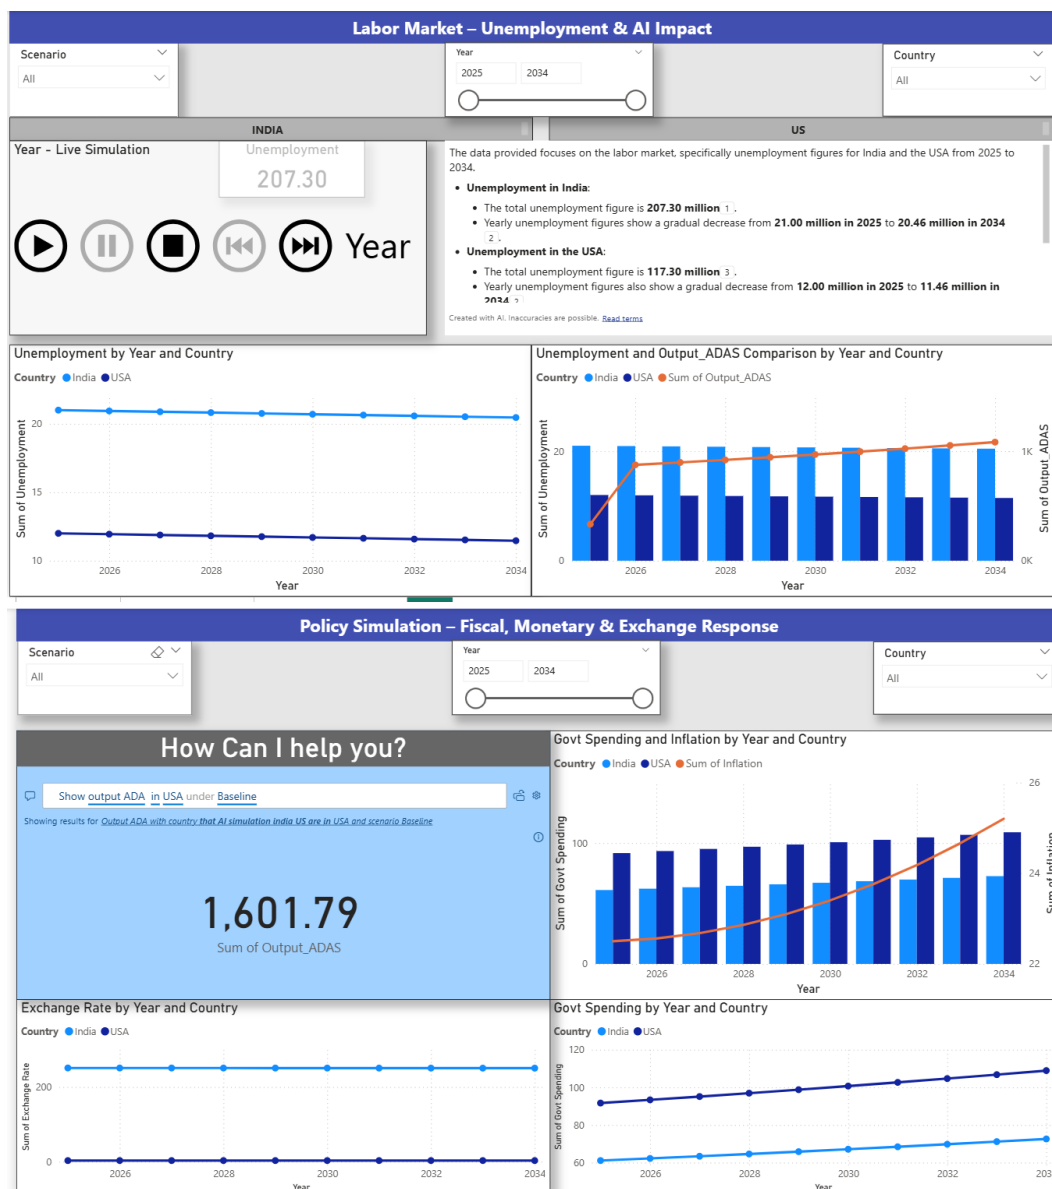 Labor Market – Unemployment & AI Impact
Scenario
All
Year
2025 2034
Country
All
INDIA
US
Year - Live Simulation
Unemployment
207.30
Year
The data provided focuses on the labor market, specifically unemployment figures for India and the USA from 2025 to
2034.
• Unemployment in India:
• The total unemployment figure is 207.30 million 1 .
• Yearly unemployment figures show a gradual decrease from 21.00 million in 2025 to 20.46 million in 2034
2 .
• Unemployment in the USA:
• The total unemployment figure is 117.30 million 3 .
• Yearly unemployment figures also show a gradual decrease from 12.00 million in 2025 to 11.46 million in
2034 2
Created with AI. Inaccuracies are possible. Read terms
Unemployment by Year and Country
Country India USA
Sum of Unemployment
20
15
10
2026 2028 2030 2032 2034
Year
Unemployment and Output_ADAS Comparison by Year and Country
Country India USA Sum of Output_ADAS
Sum of Unemployment
20
0
1K
0K
Sum of Output_ADAS
2026 2028 2030 2032 2034
Year
Policy Simulation – Fiscal, Monetary & Exchange Response
Scenario
All
Year
2025 2034
Country
All
How Can I help you?
Show output ADA in USA under Baseline
Showing results for Output ADA with country that AI simulation india US are in USA and scenario Baseline
1,601.79
Sum of Output_ADAS
Govt Spending and Inflation by Year and Country
Country India USA Sum of Inflation
Sum of Govt Spending
100
0
26
24
22
Sum of Inflation
2026 2028 2030 2032 2034
Year
Exchange Rate by Year and Country
Country India USA
Sum of Exchange Rate
200
0
2026 2028 2030 2032 2034
Year
Govt Spending by Year and Country
Country India USA
Sum of Govt Spending
120
100
80
60
2026 2028 2030 2032 203
Year